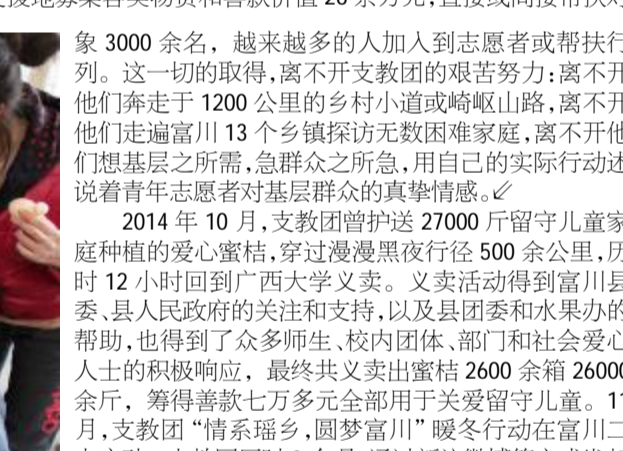 象 3000 余名，越来越多的人加入到志愿者或帮扶行
列。这一切的取得，离不开支教团的艰苦努力：离不开
他们奔走于 1200 公里的乡村小道或崎岖山路，离不开
他们走遍富川 13 个乡镇探访无数困难家庭，离不开他
们想基层之所需，急群众之所急，用自己的实际行动述
说着青年志愿者对基层群众的真挚情感。↙
2014 年 10 月，支教团曾护送 27000 斤留守儿童家
庭种植的爱心蜜桔，穿过漫漫黑夜行径 500 余公里，历
时 12 小时回到广西大学义卖。义卖活动得到富川县
委、县人民政府的关注和支持，以及县团委和水果办的
帮助，也得到了众多师生、校内团体、部门和社会爱心
人士的积极响应，最终共义卖出蜜桔 2600 余箱 26000
余斤，筹得善款七万多元全部用于关爱留守儿童。11
月，支教团“情系瑶乡，圆梦富川”暖冬行动在富川二